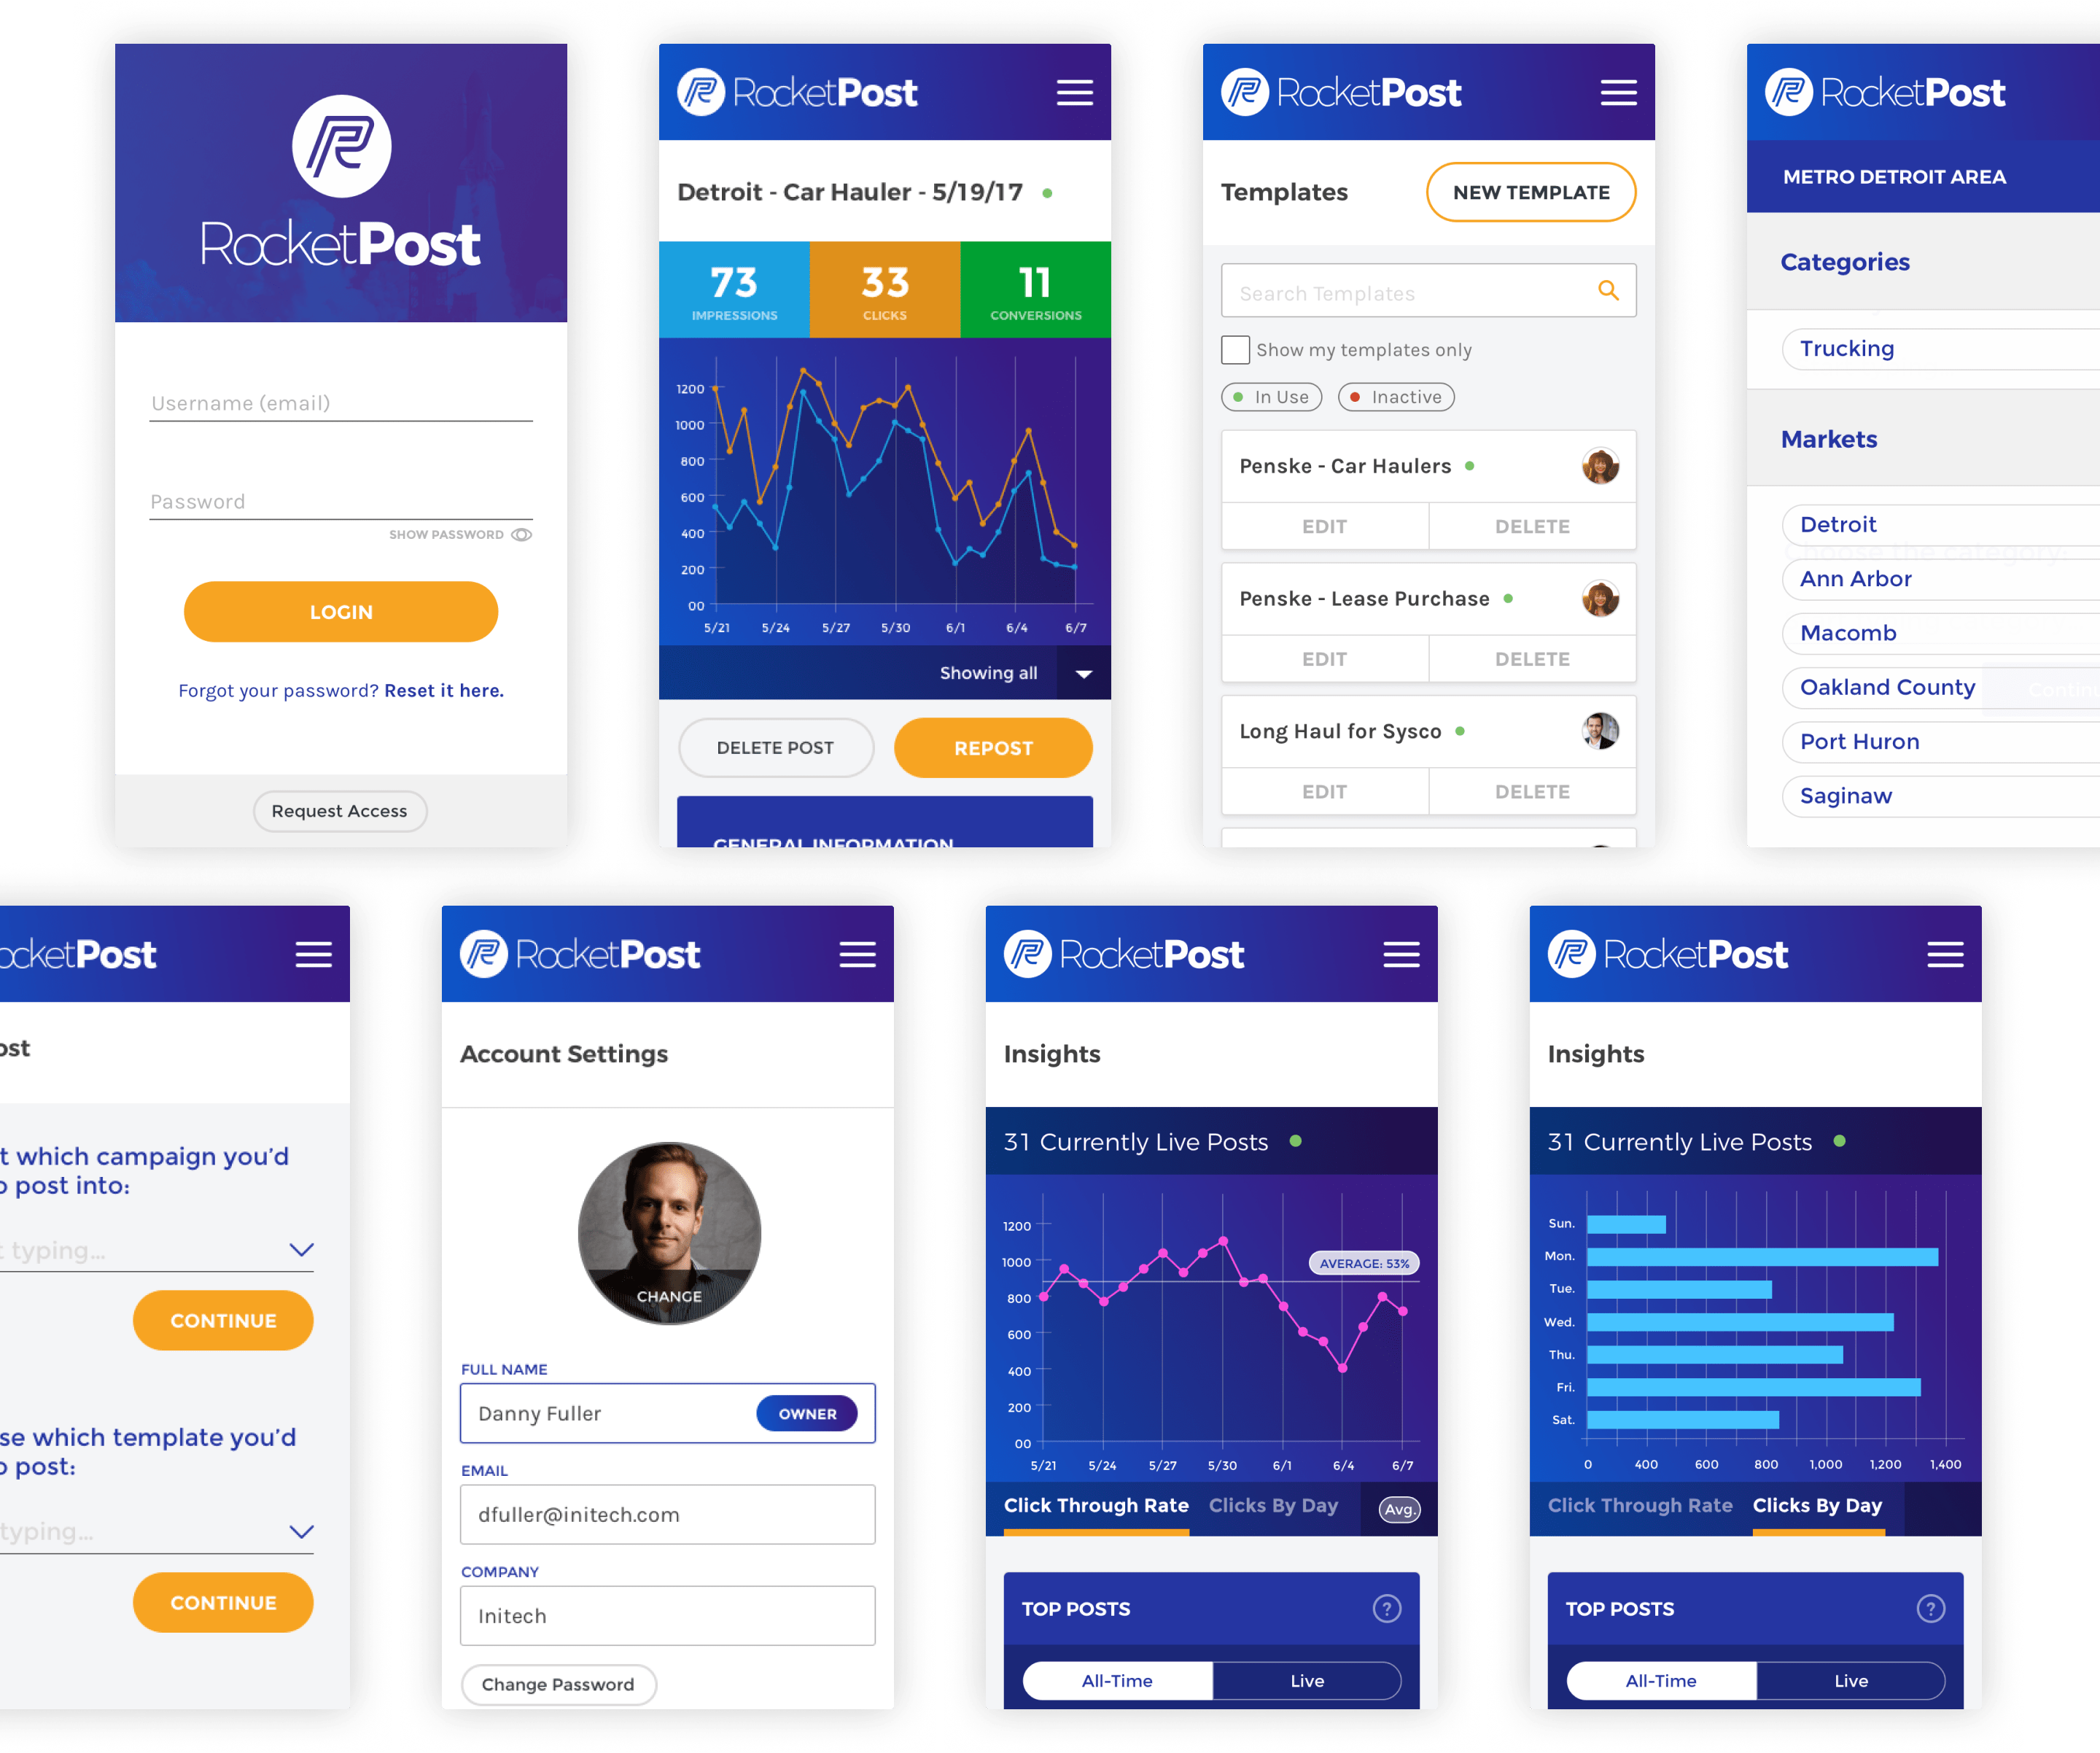 RocketPost
Username (email)
Password
SHOW PASSWORD
LOGIN
Forgot your password? Reset it here.
Request Access
RocketPost
Detroit - Car Hauler - 5/19/17
73 33 11
IMPRESSIONS CLICKS CONVERSIONS
1200
1000
800
600
400
200
00
5/21 5/24 5/27 5/30 6/1 6/4 6/7
Showing all
DELETE POST REPOST
GENERAL INFORMATION
RocketPost
Templates NEW TEMPLATE
Search Templates
Show my templates only
In Use Inactive
Penske - Car Haulers
EDIT DELETE
Penske - Lease Purchase
EDIT DELETE
Long Haul for Sysco
EDIT DELETE
RocketPost
METRO DETROIT AREA
Categories
Trucking
Markets
Detroit
Choose the category:
Ann Arbor
Macomb
Oakland County
Continu
Port Huron
Saginaw
ocketPost
ost
t which campaign you'd
o post into:
t typing...
CONTINUE
se which template you'd
o post:
typing...
CONTINUE
RocketPost
Account Settings
CHANGE
FULL NAME
Danny Fuller OWNER
EMAIL
dfuller@initech.com
COMPANY
Initech
Change Password
RocketPost
Insights
31 Currently Live Posts
1200
1000
800
600
400
200
00
AVERAGE: 53%
5/21 5/24 5/27 5/30 6/1 6/4 6/7
Click Through Rate Clicks By Day Avg.
TOP POSTS ?
All-Time Live
RocketPost
Insights
31 Currently Live Posts
Sun.
Mon.
Tue.
Wed.
Thu.
Fri.
Sat.
0 400 600 800 1,000 1,200 1,400
Click Through Rate Clicks By Day
TOP POSTS ?
All-Time Live